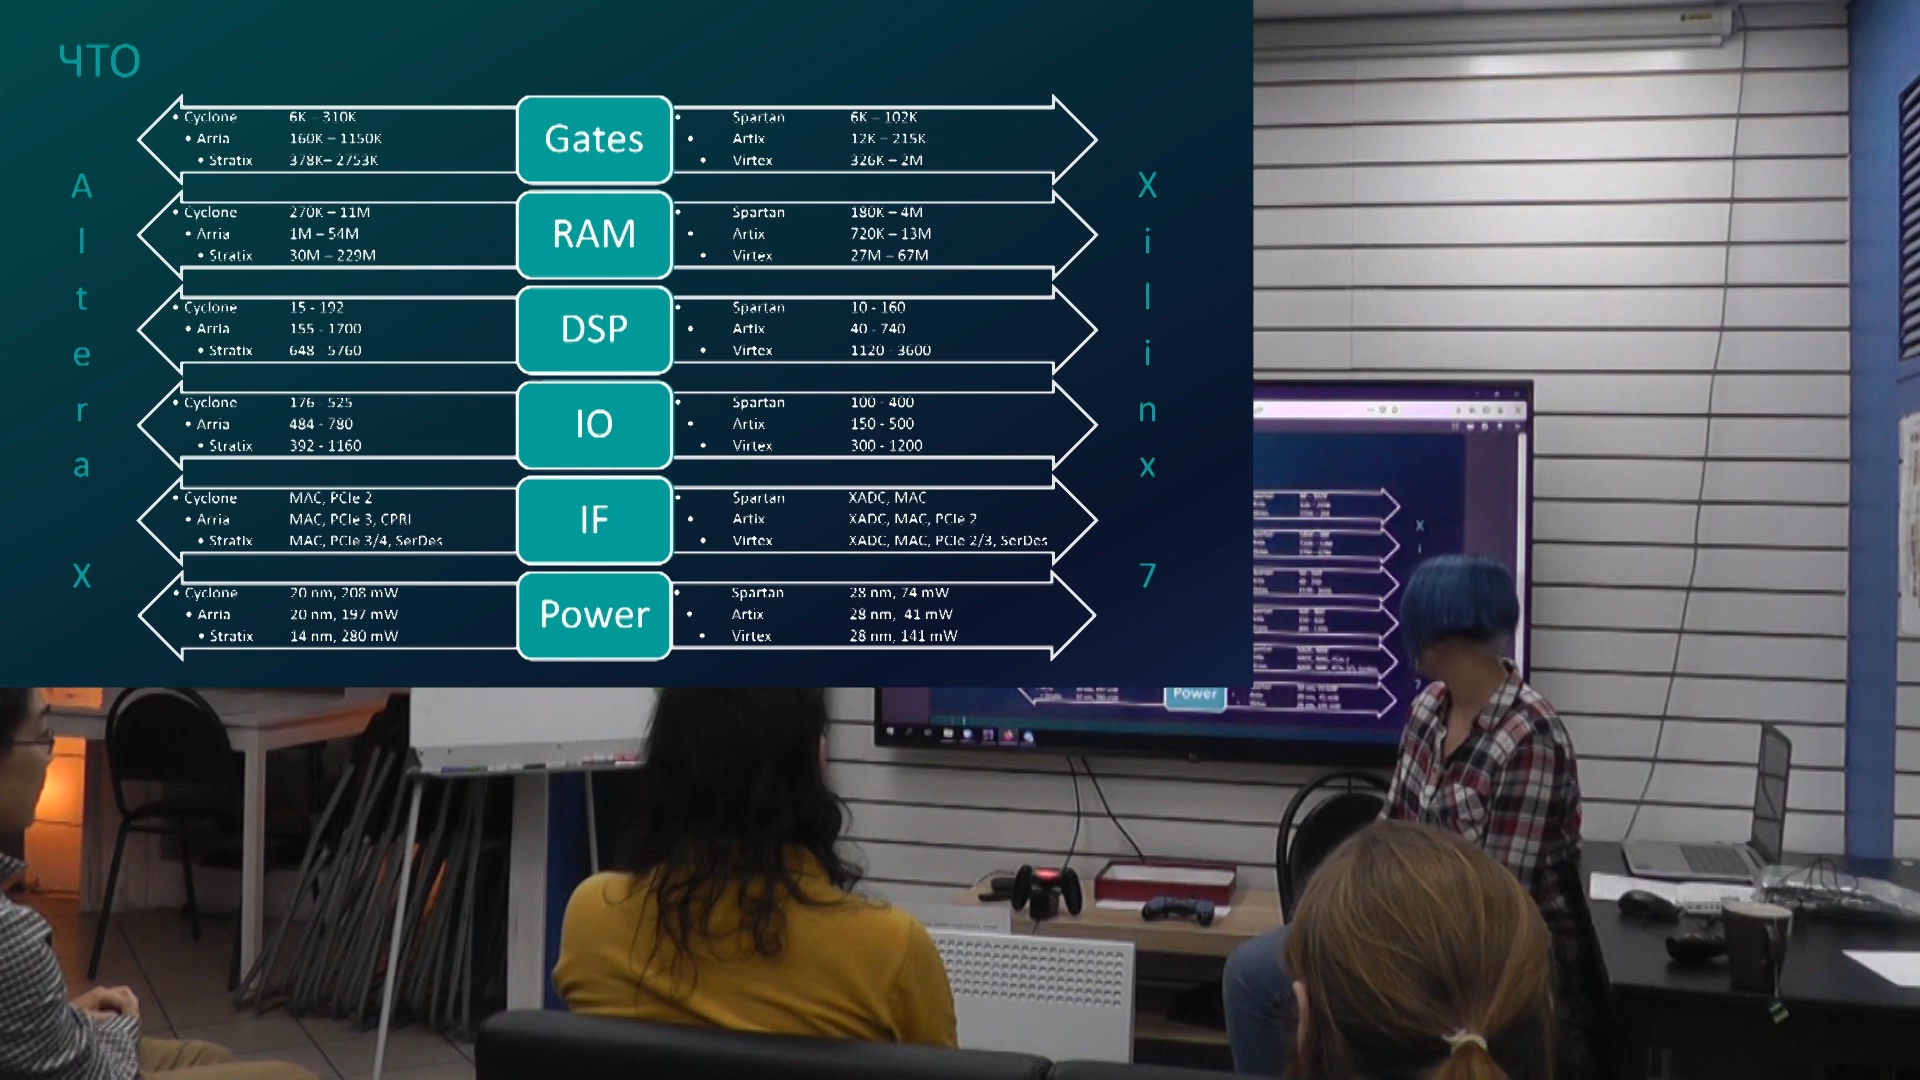 ЧТО
Altera X
Gates
• Cyclone 6K – 310K
• Arria 160K – 1150K
• Stratix 378K– 2753K
• Spartan 6K – 102K
• Artix 12K – 215K
• Virtex 326K – 2M
RAM
• Cyclone 270K – 11M
• Arria 1M – 54M
• Stratix 30M – 229M
• Spartan 180K – 4M
• Artix 720K – 13M
• Virtex 27M – 67M
DSP
• Cyclone 15 - 192
• Arria 155 - 1700
• Stratix 648 - 5760
• Spartan 10 - 160
• Artix 40 - 740
• Virtex 1120 - 3600
IO
• Cyclone 176 - 525
• Arria 484 - 780
• Stratix 392 - 1160
• Spartan 100 - 400
• Artix 150 - 500
• Virtex 300 - 1200
IF
• Cyclone MAC, PCIe 2
• Arria MAC, PCIe 3, CPRI
• Stratix MAC, PCIe 3/4, SerDes
• Spartan XADC, MAC
• Artix XADC, MAC, PCIe 2
• Virtex XADC, MAC, PCIe 2/3, SerDes
Power
• Cyclone 20 nm, 208 mW
• Arria 20 nm, 197 mW
• Stratix 14 nm, 280 mW
• Spartan 28 nm, 74 mW
• Artix 28 nm, 41 mW
• Virtex 28 nm, 141 mW
Xilinx 7
Power